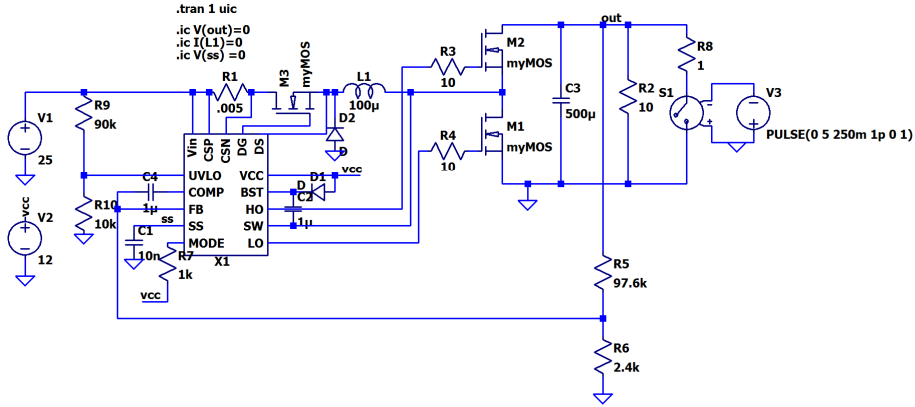 .tran 1 uic
.ic V(out)=0
.ic I(L1)=0
.ic V(ss) =0
out
M3
myMOS
R1
.005
L1
100µ
D2
D
R3
10
M2
myMOS
C3
500µ
R2
10
R8
1
S1
V3
PULSE(0 5 250m 1p 0 1)
V1
25
R9
90k
R4
10
M1
myMOS
Vin
CSP
CSN
DG
DS
UVLO
COMP
FB
SS
MODE
VCC
BST
HO
SW
LO
X1
vcc
D1
D
C2
1µ
C4
1µ
vcc
V2
12
R10
10k
ss
C1
10n
R7
1k
vcc
R5
97.6k
R6
2.4k